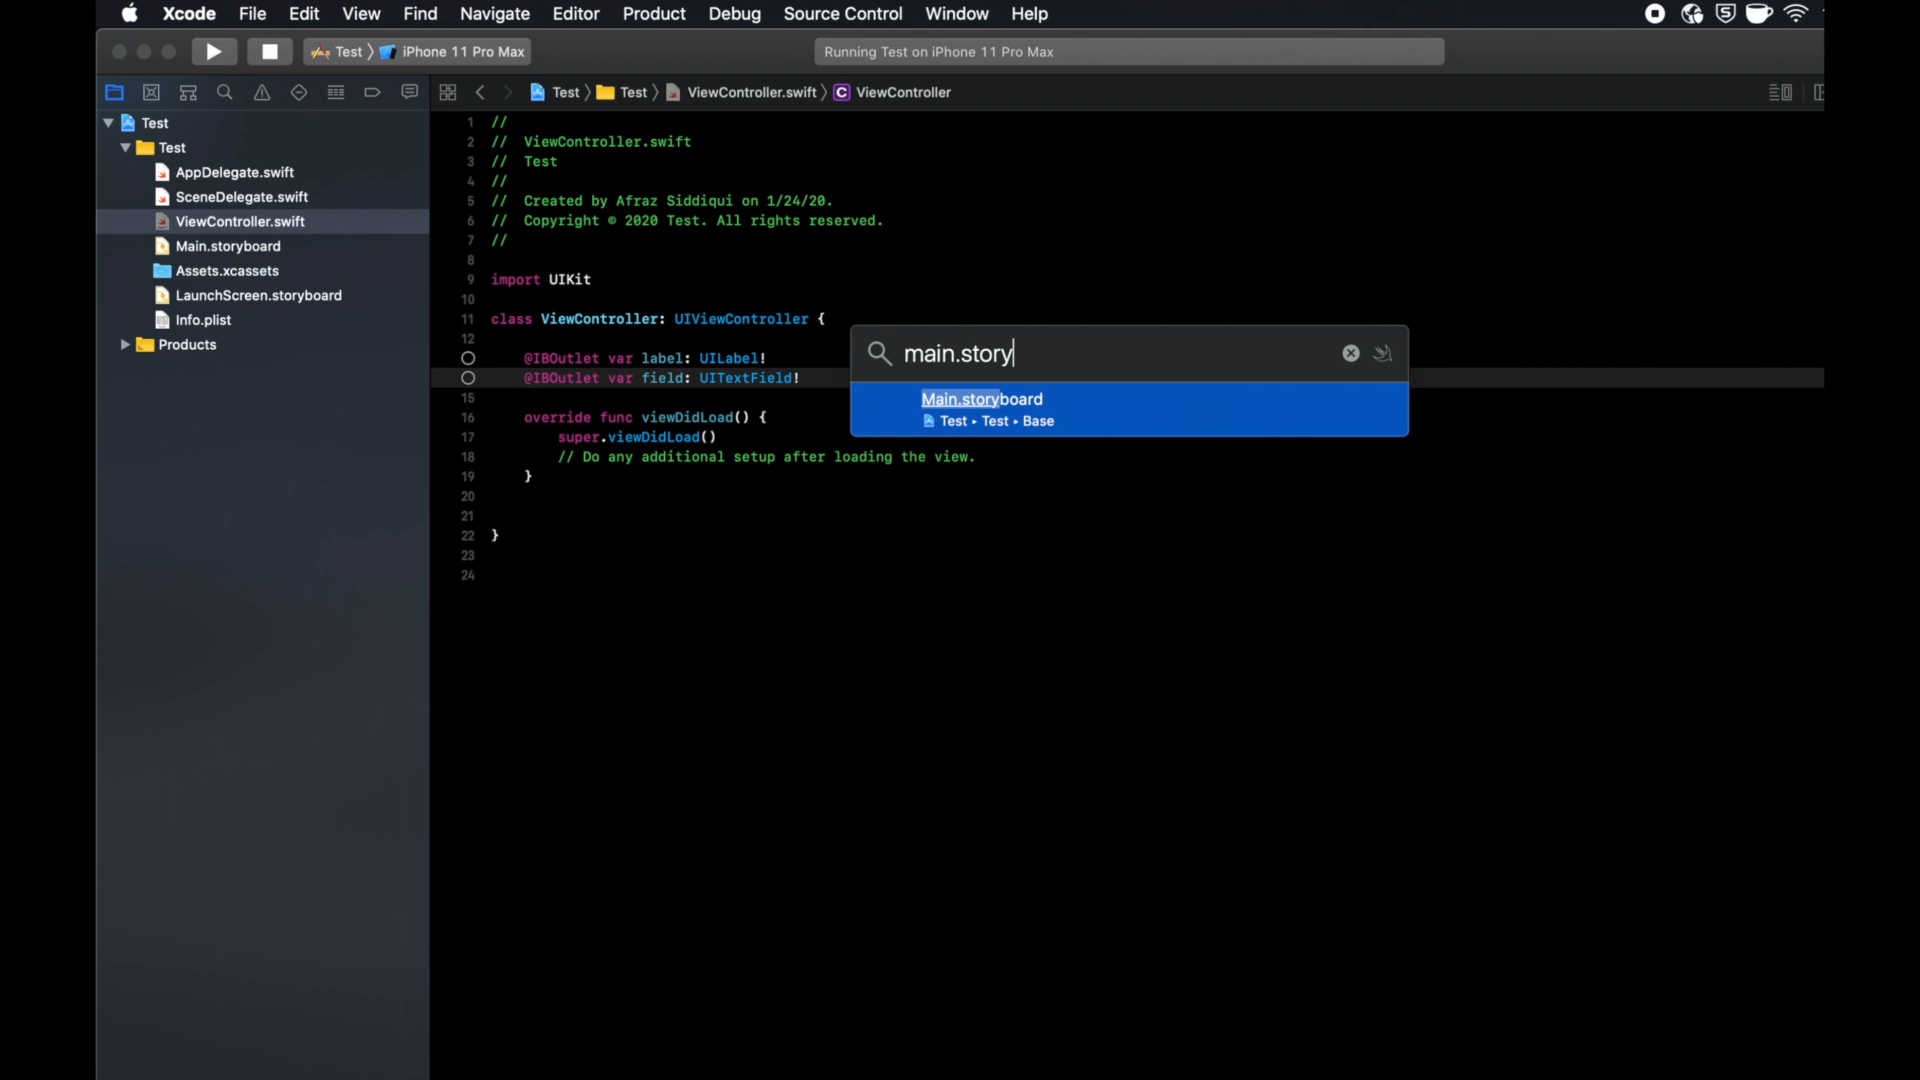 Xcode File Edit View Find Navigate Editor Product Debug Source Control Window Help
Test 〉 iPhone 11 Pro Max
Running Test on iPhone 11 Pro Max
Test 〉 Test 〉 ViewController.swift 〉 C ViewController
Test
Test
AppDelegate.swift
SceneDelegate.swift
ViewController.swift
Main.storyboard
Assets.xcassets
LaunchScreen.storyboard
Info.plist
Products
1 //
2 //  ViewController.swift
3 //  Test
4 //
5 //  Created by Afraz Siddiqui on 1/24/20.
6 //  Copyright © 2020 Test. All rights reserved.
7 //
8
9 import UIKit
10
11 class ViewController: UIViewController {
12
@IBOutlet var label: UILabel!
@IBOutlet var field: UITextField!
15
16 override func viewDidLoad() {
17 super.viewDidLoad()
18 // Do any additional setup after loading the view.
19 }
20
21
22 }
23
24
main.story
Main.storyboard
Test ▸ Test ▸ Base